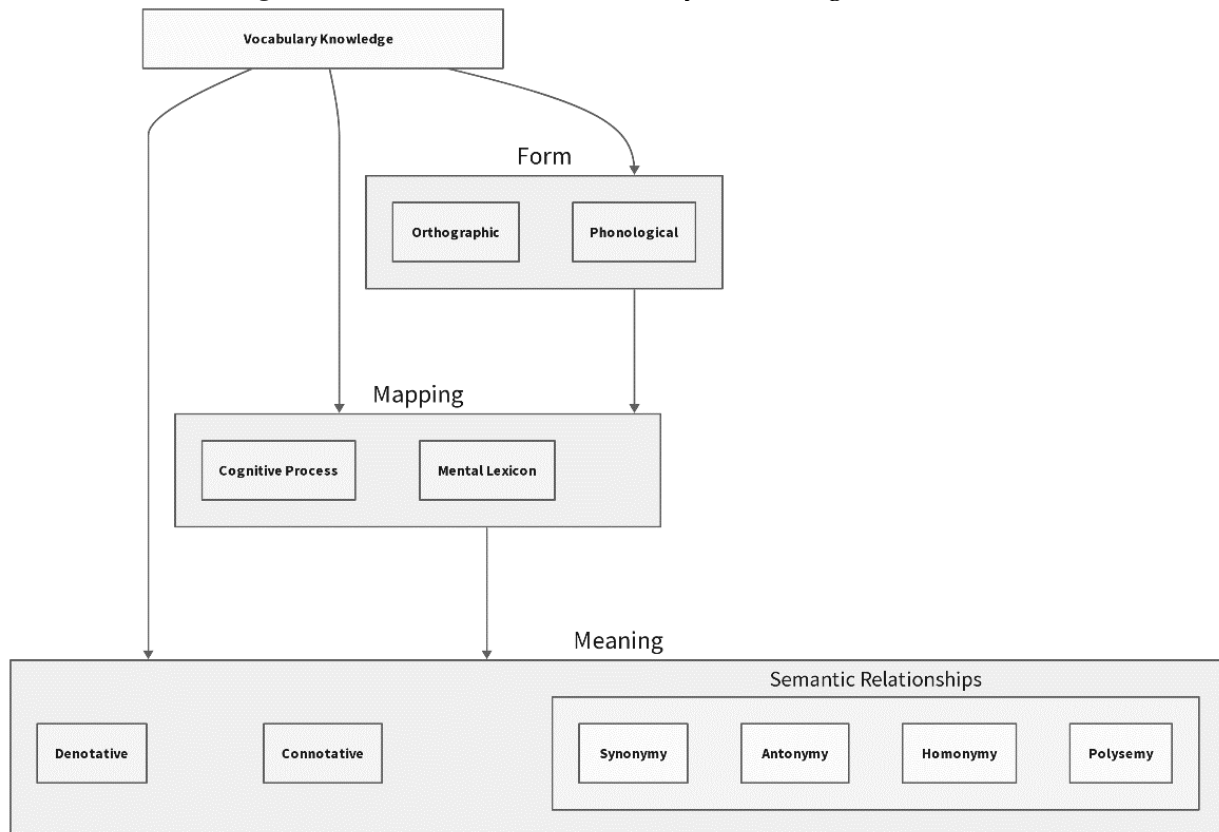 Vocabulary Knowledge
Form
Orthographic
Phonological
Mapping
Cognitive Process
Mental Lexicon
Meaning
Semantic Relationships
Denotative
Connotative
Synonymy
Antonymy
Homonymy
Polysemy